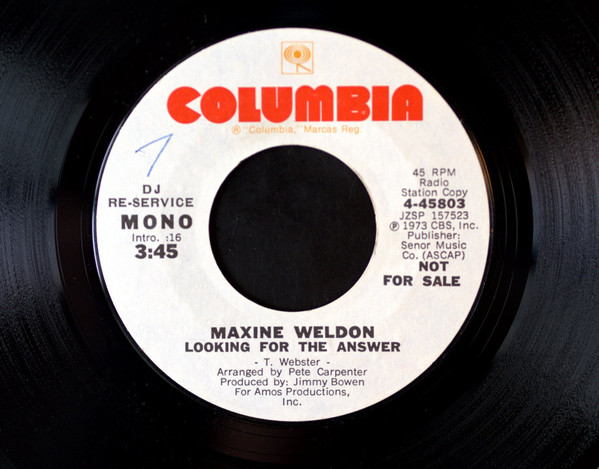 COLUMBIA
® "Columbia," Marcas Reg.
7
DJ
RE-SERVICE
MONO
Intro. :16
3:45
45 RPM
Radio
Station Copy
4-45803
JZSP 157523
℗ 1973 CBS, Inc.
Publisher:
Senor Music
Co. (ASCAP)
NOT
FOR SALE
MAXINE WELDON
LOOKING FOR THE ANSWER
- T. Webster -
Arranged by Pete Carpenter
Produced by: Jimmy Bowen
For Amos Productions,
Inc.